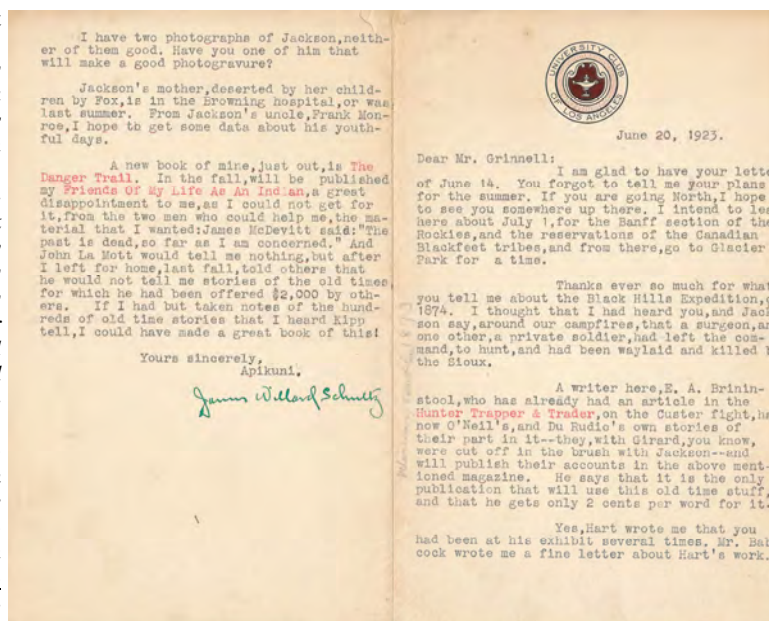 UNIVERSITY CLUB
OF LOS ANGELES
June 20, 1923.
Dear Mr. Grinnell:
I am glad to have your lette
of June 14. You forgot to tell me your plans
for the summer. If you are going North,I hope
to see you somewhere up there. I intend to lea
here about July 1,for the Banff section of the
Rockies,and the reservations of the Canadian
Blackfeet tribes,and from there,go to Glacier
Park for a time.
Thanks ever so much for what
you tell me about the Black Hills Expedition,
1874. I thought that I had heard you,and Jack
son say,around our campfires,that a surgeon,an
one other,a private soldier,had left the com-
mand,to hunt,and had been waylaid and killed b
the Sioux.
A writer here,E. A. Brinin-
stool,who has already had an article in the
Hunter Trapper & Trader,on the Custer fight,ha
now O'Neil's,and Du Rudio's own stories of
their part in it--they,with Girard,you know,
were cut off in the brush with Jackson--and
will publish their accounts in the above ment-
ioned magazine. He says that it is the only
publication that will use this old time stuff,
and that he gets only 2 cents per word for it.
Yes,Hart wrote me that you
had been at his exhibit several times. Mr. Bab
cock wrote me a fine letter about Hart's work.
I have two photographs of Jackson,neith-
er of them good. Have you one of him that
will make a good photogravure?
Jackson's mother,deserted by her child-
ren by Fox,is in the Browning hospital,or was
last summer. From Jackson's uncle,Frank Mon-
roe,I hope to get some data about his youth-
ful days.
A new book of mine,just out,is The
Danger Trail. In the fall,will be published
my Friends Of My Life As An Indian,a great
disappointment to me,as I could not get for
it,from the two men who could help me,the ma-
terial that I wanted:James McDevitt said:"The
past is dead,so far as I am concerned." And
John La Mott would tell me nothing,but after
I left for home,last fall,told others that
he would not tell me stories of the old times
for which he had been offered $2,000 by oth-
ers. If I had but taken notes of the hund-
reds of old time stories that I heard Kipp
tell,I could have made a great book of this!
Yours sincerely,
Apikuni,
James Willard Schultz